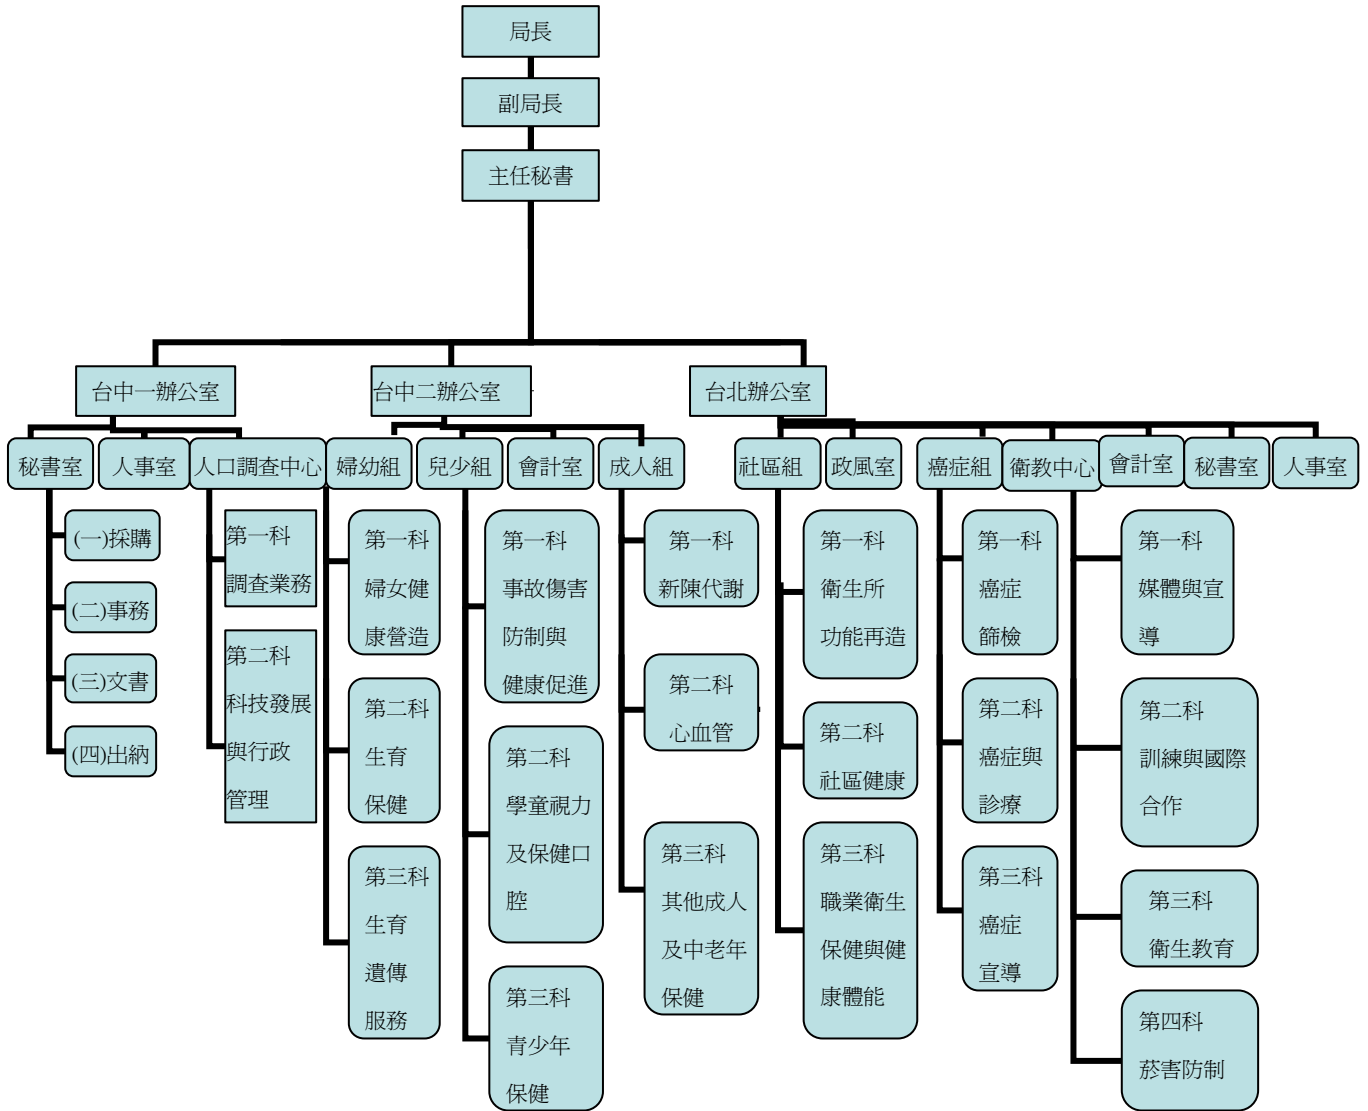 局長
副局長
主任秘書
台中一辦公室
台中二辦公室
台北辦公室
秘書室
人事室
人口調查中心
婦幼組
兒少組
會計室
成人組
社區組
政風室
癌症組
衛教中心
會計室
秘書室
人事室
(一)採購
(二)事務
(三)文書
(四)出納
第一科
調查業務
第二科
科技發展
與行政
管理
第一科
婦女健
康營造
第二科
生育
保健
第三科
生育
遺傳
服務
第一科
事故傷害
防制與
健康促進
第二科
學童視力
及保健口
腔
第三科
青少年
保健
第一科
新陳代謝
第二科
心血管
第三科
其他成人
及中老年
保健
第一科
衛生所
功能再造
第二科
社區健康
第三科
職業衛生
保健與健
康體能
第一科
癌症
篩檢
第二科
癌症與
診療
第三科
癌症
宣導
第一科
媒體與宣
導
第二科
訓練與國際
合作
第三科
衛生教育
第四科
菸害防制